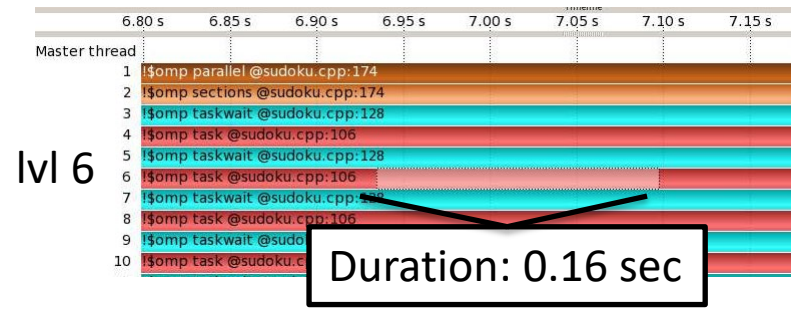 Timeline
6.80 s 6.85 s 6.90 s 6.95 s 7.00 s 7.05 s 7.10 s 7.15 s
Master thread
1 !$omp parallel @sudoku.cpp:174
2 !$omp sections @sudoku.cpp:174
3 !$omp taskwait @sudoku.cpp:128
4 !$omp task @sudoku.cpp:106
5 !$omp taskwait @sudoku.cpp:128
lvl 6
6 !$omp task @sudoku.cpp:106
7 !$omp taskwait @sudoku.cpp:128
8 !$omp task @sudoku.cpp:106
9 !$omp taskwait @sudo
10 !$omp task @sudoku.c
Duration: 0.16 sec